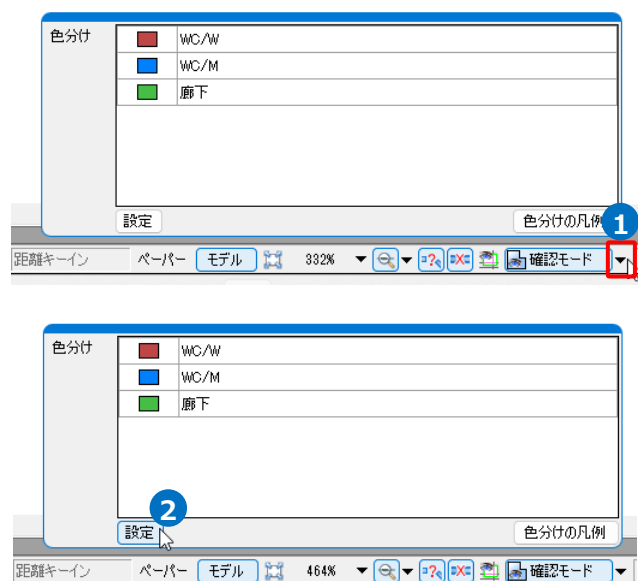 色分け
WC/W
WC/M
廊下
設定
色分けの凡例
1
距離キーイン ペーパー モデル 332% 確認モード
色分け
WC/W
WC/M
廊下
2
設定
色分けの凡例
距離キーイン ペーパー モデル 464% 確認モード